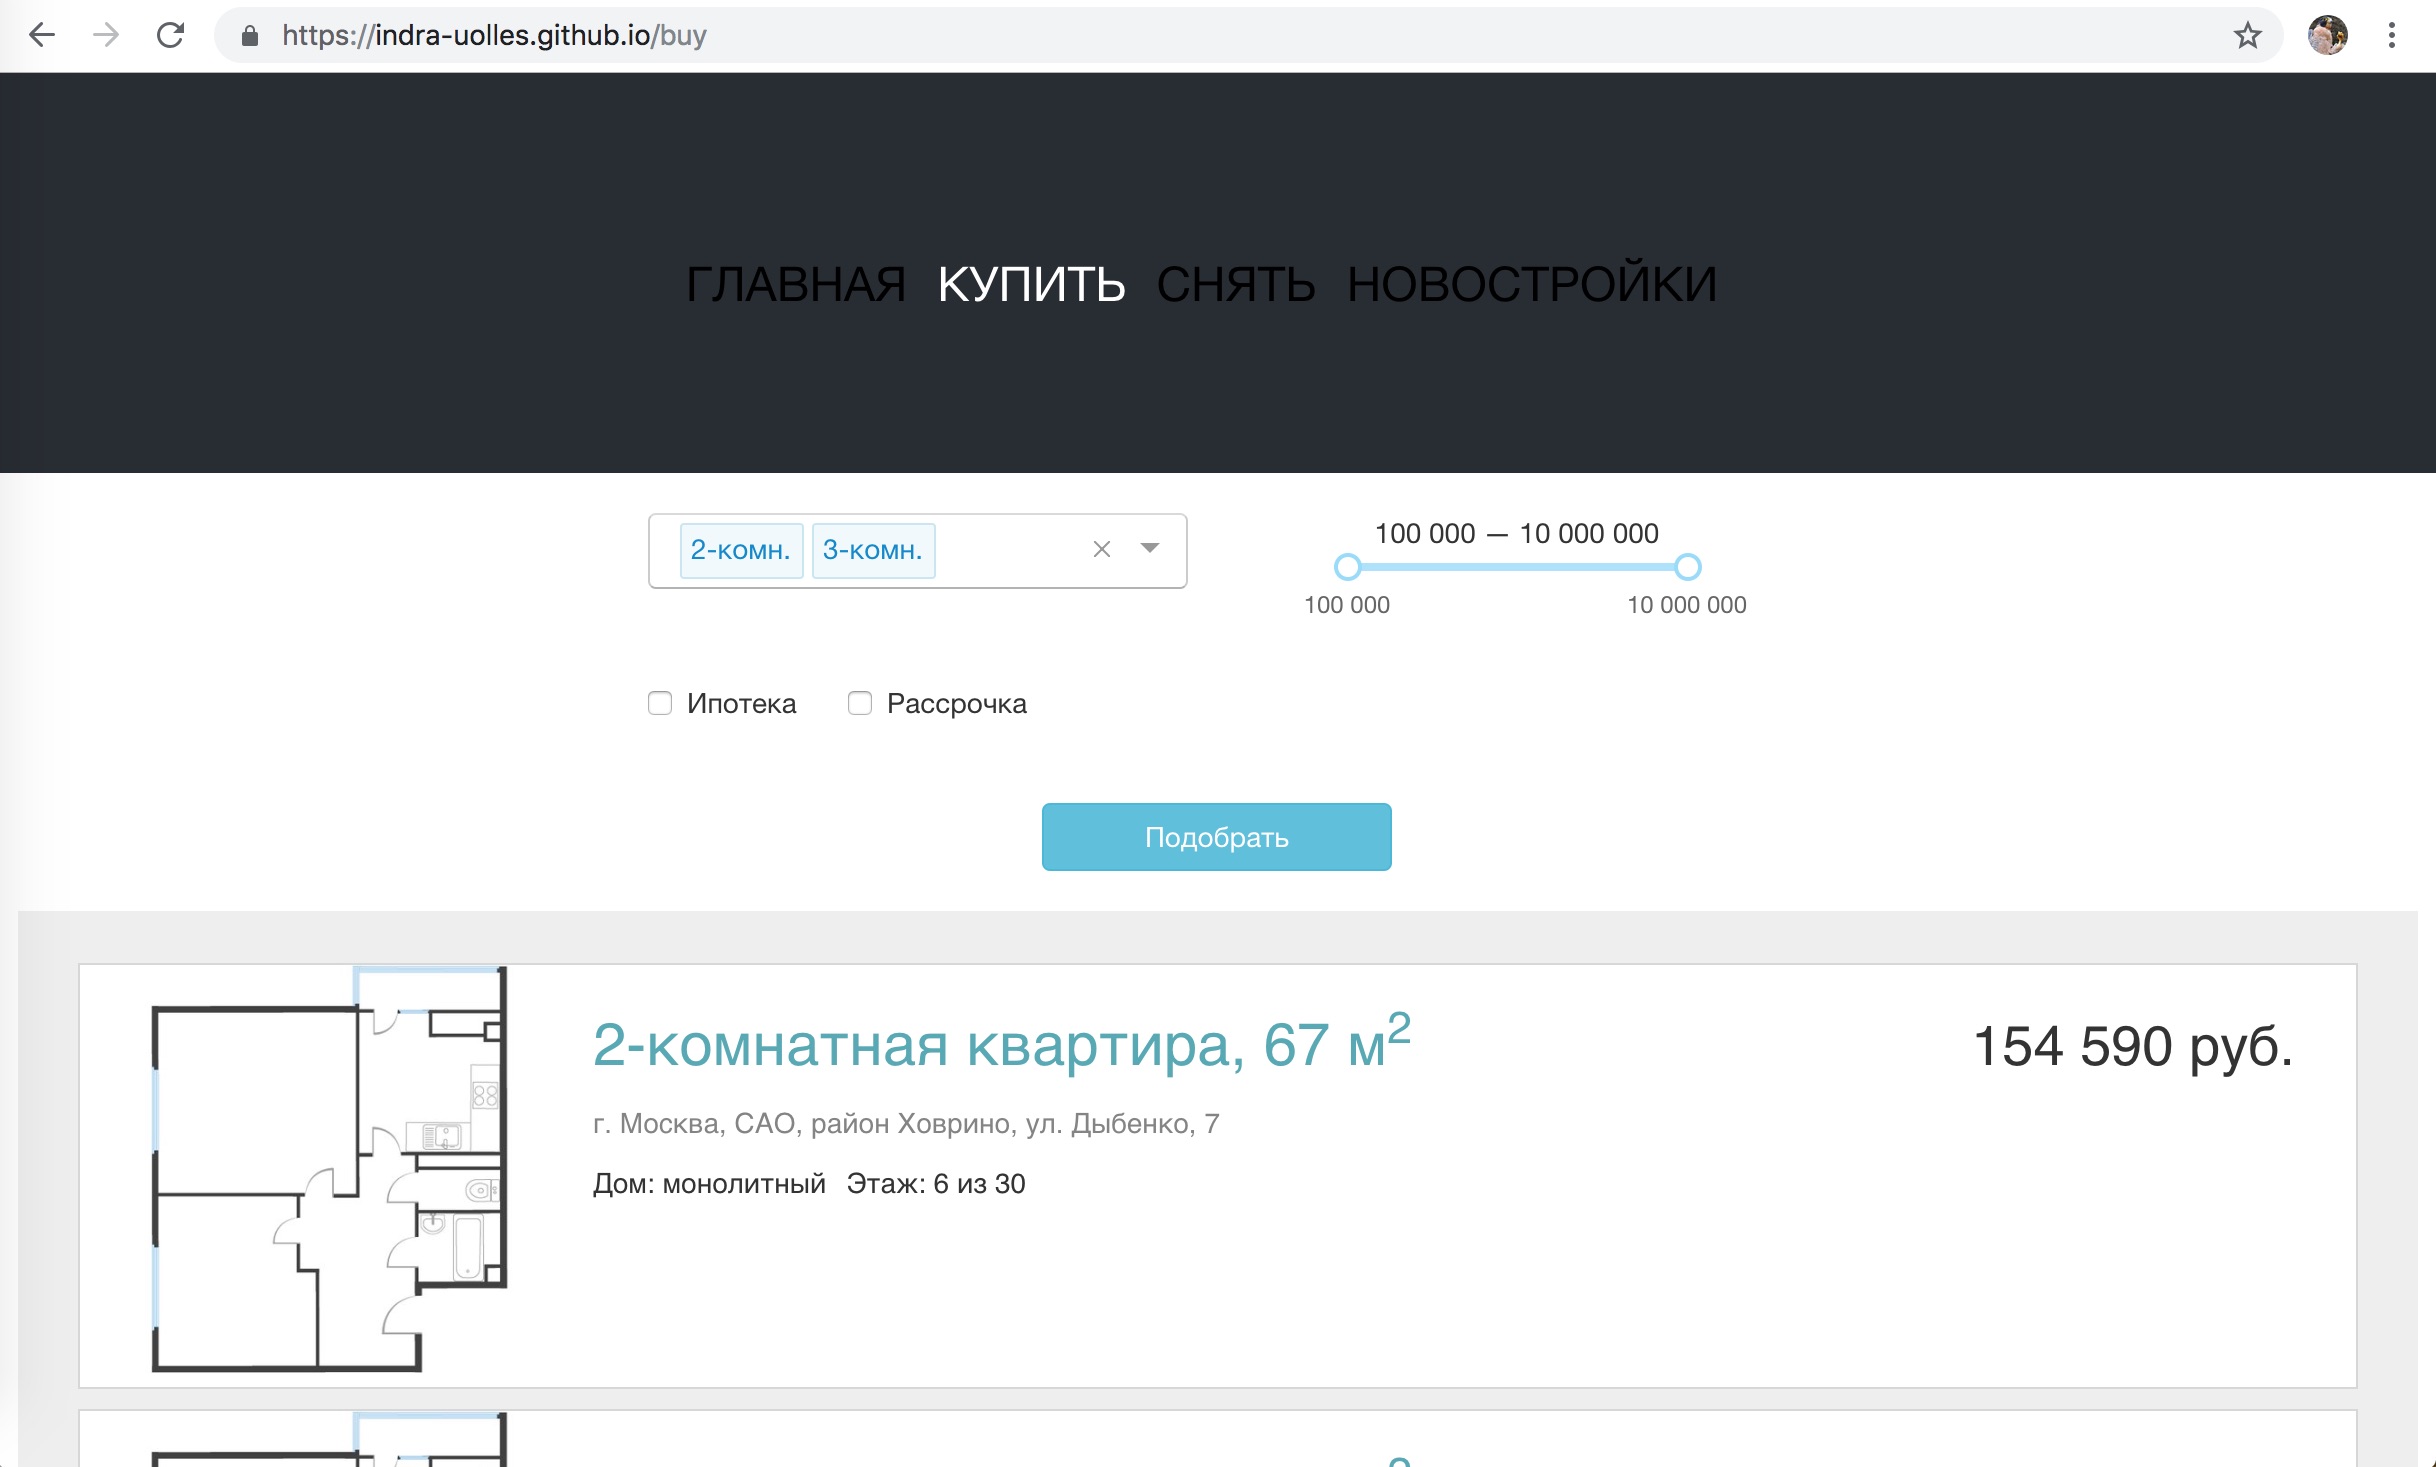 https://indra-uolles.github.io/buy
ГЛАВНАЯ КУПИТЬ СНЯТЬ НОВОСТРОЙКИ
2-комн. 3-комн.
100 000 — 10 000 000
100 000 10 000 000
Ипотека Рассрочка
Подобрать
2-комнатная квартира, 67 м²
154 590 руб.
г. Москва, САО, район Ховрино, ул. Дыбенко, 7
Дом: монолитный Этаж: 6 из 30